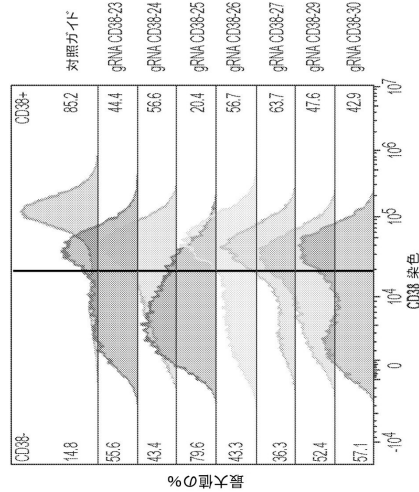 CD38- CD38+
14.8 85.2 対照ガイド
55.6 44.4 gRNA CD38-23
43.4 56.6 gRNA CD38-24
79.6 20.4 gRNA CD38-25
43.3 56.7 gRNA CD38-26
36.3 63.7 gRNA CD38-27
52.4 47.6 gRNA CD38-29
57.1 42.9 gRNA CD38-30
最大値の%
-10⁴ 0 10⁴ 10⁵ 10⁶ 10⁷
CD38 染色